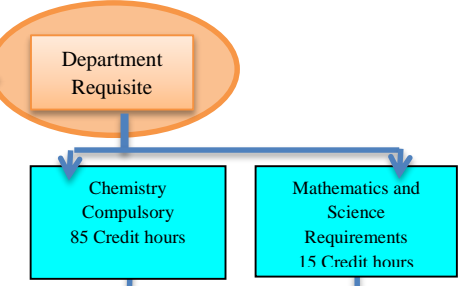 Department
Requisite
Chemistry
Compulsory
85 Credit hours
Mathematics and
Science
Requirements
15 Credit hours